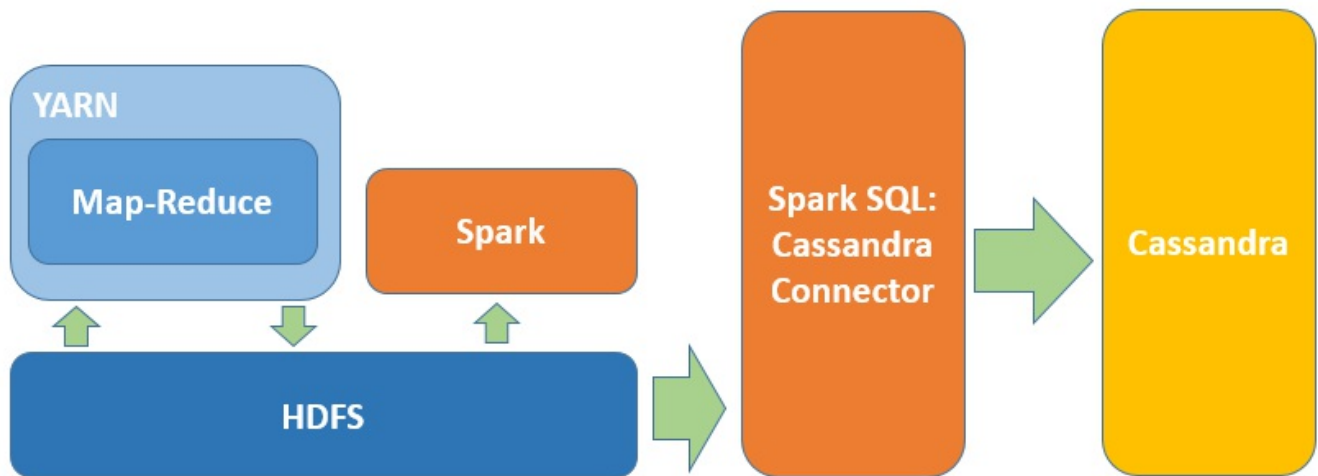 YARN
Map-Reduce
Spark
HDFS
Spark SQL:
Cassandra
Connector
Cassandra